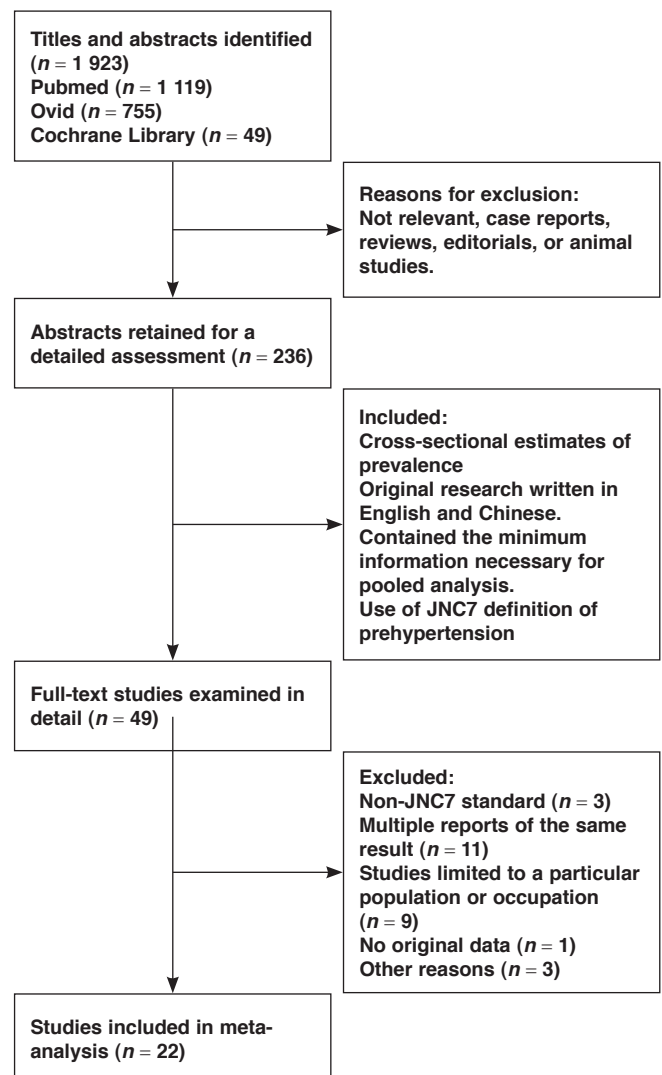 Titles and abstracts identified
(n = 1 923)
Pubmed (n = 1 119)
Ovid (n = 755)
Cochrane Library (n = 49)
Reasons for exclusion:
Not relevant, case reports,
reviews, editorials, or animal
studies.
Abstracts retained for a
detailed assessment (n = 236)
Included:
Cross-sectional estimates of
prevalence
Original research written in
English and Chinese.
Contained the minimum
information necessary for
pooled analysis.
Use of JNC7 definition of
prehypertension
Full-text studies examined in
detail (n = 49)
Excluded:
Non-JNC7 standard (n = 3)
Multiple reports of the same
result (n = 11)
Studies limited to a particular
population or occupation
(n = 9)
No original data (n = 1)
Other reasons (n = 3)
Studies included in meta-
analysis (n = 22)